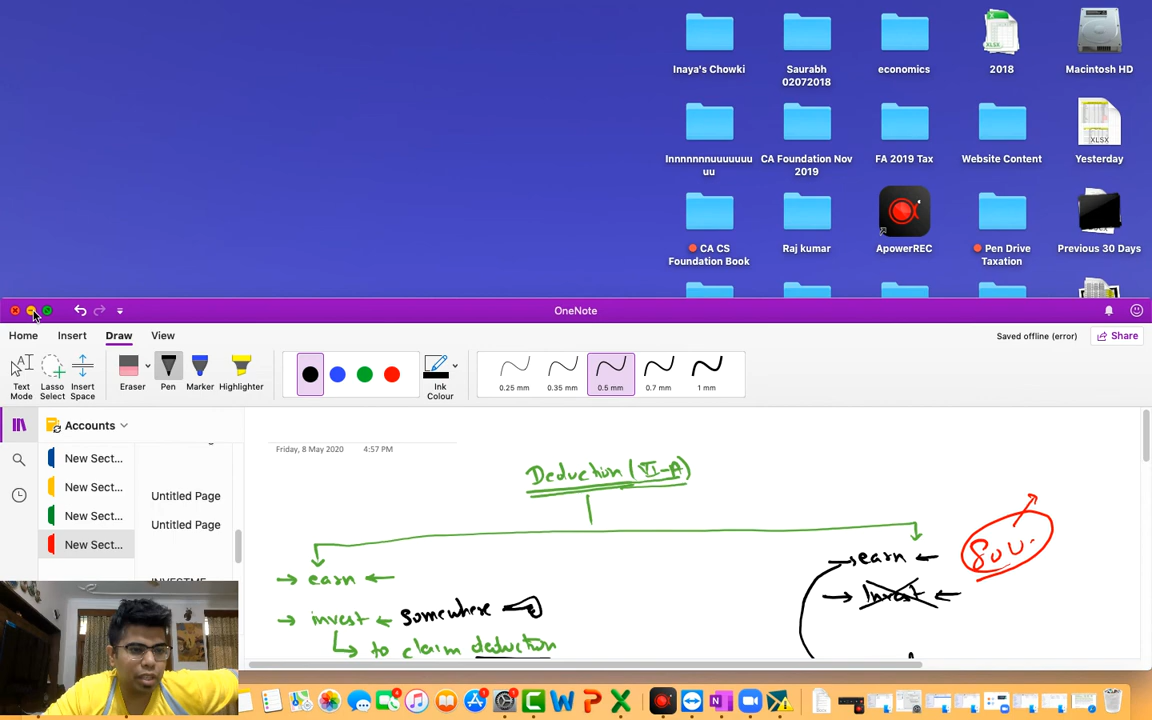 Inaya's Chowki
Saurabh
02072018
economics
2018
Macintosh HD
XLSX
Innnnnnnuuuuuuu
uu
CA Foundation Nov
2019
FA 2019 Tax
Website Content
Yesterday
XLSX
CA CS
Foundation Book
Raj kumar
ApowerREC
Pen Drive
Taxation
Previous 30 Days
OneNote
Home
Insert
Draw
View
Saved offline (error)
Share
Text
Mode
Lasso
Select
Insert
Space
Eraser
Pen
Marker
Highlighter
Ink
Colour
0.25 mm
0.35 mm
0.5 mm
0.7 mm
1 mm
Accounts
New Sect...
New Sect...
New Sect...
New Sect...
Untitled Page
Untitled Page
Friday, 8 May 2020
4:57 PM
Deduction (VI-A)
→ earn ←
→ invest ← somewhere
↳ to claim deduction
→ earn ←
→ Invest ←
80U.